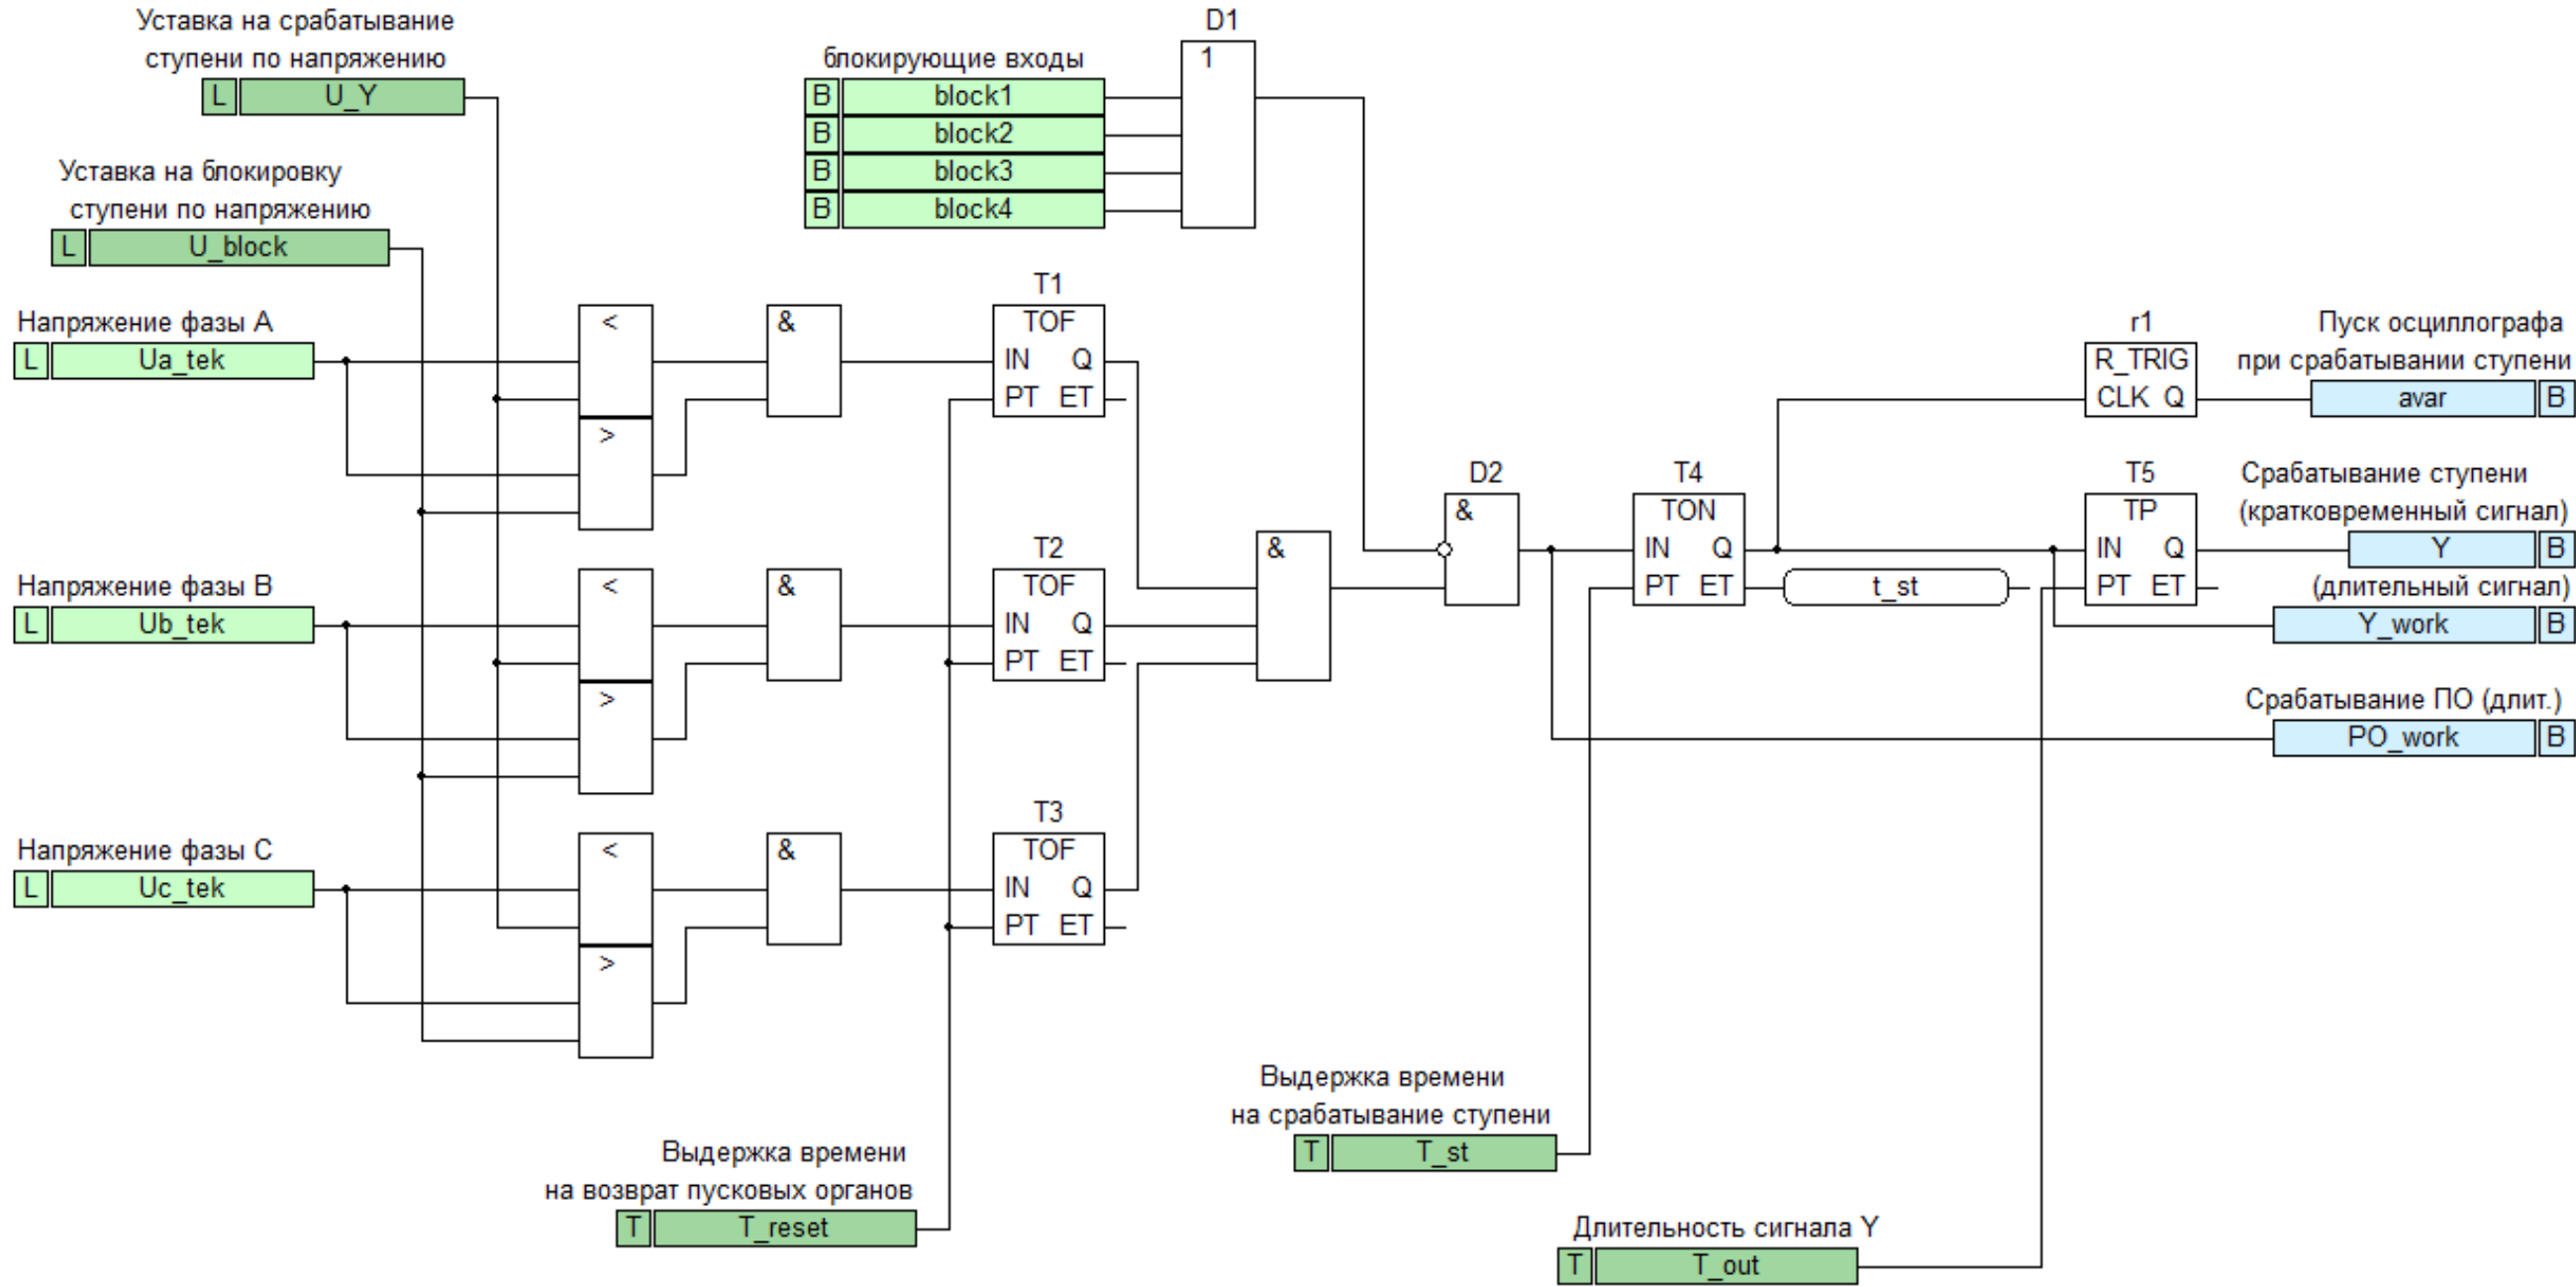 Уставка на срабатывание
ступени по напряжению
L U_Y
Уставка на блокировку
ступени по напряжению
L U_block
блокирующие входы
B block1
B block2
B block3
B block4
D1
1
Напряжение фазы A
L Ua_tek
<
>
&
T1
TOF
IN Q
PT ET
Напряжение фазы B
L Ub_tek
<
>
&
T2
TOF
IN Q
PT ET
Напряжение фазы C
L Uc_tek
<
>
&
T3
TOF
IN Q
PT ET
&
D2
&
T4
TON
IN Q
PT ET
t_st
r1
R_TRIG
CLK Q
Пуск осциллографа
при срабатывании ступени
avar B
T5
TP
IN Q
PT ET
Срабатывание ступени
(кратковременный сигнал)
Y B
(длительный сигнал)
Y_work B
Срабатывание ПО (длит.)
PO_work B
Выдержка времени
на возврат пусковых органов
T T_reset
Выдержка времени
на срабатывание ступени
T T_st
Длительность сигнала Y
T T_out